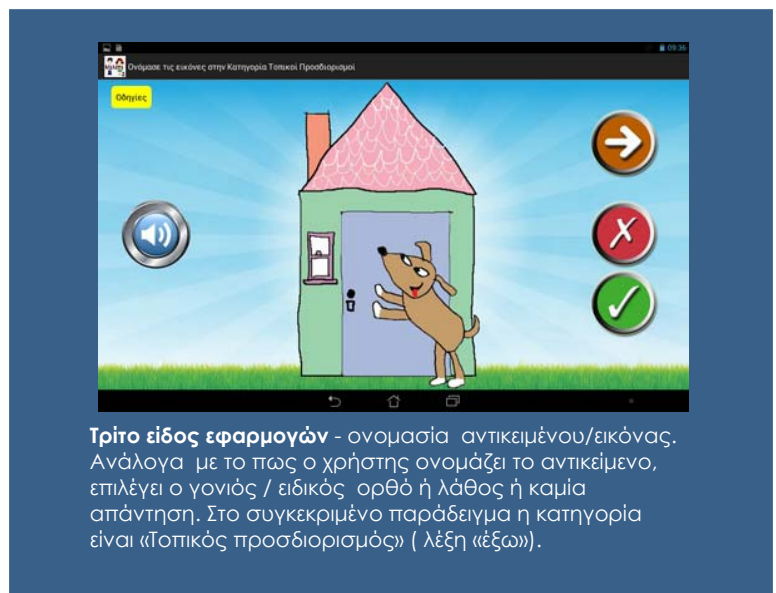 09:36
Ονόμασε τις εικόνες στην Κατηγορία Τοπικοί Προσδιορισμοί
Οδηγίες
Τρίτο είδος εφαρμογών - ονομασία αντικειμένου/εικόνας.
Ανάλογα με το πως ο χρήστης ονομάζει το αντικείμενο,
επιλέγει ο γονιός / ειδικός ορθό ή λάθος ή καμία
απάντηση. Στο συγκεκριμένο παράδειγμα η κατηγορία
είναι «Τοπικός προσδιορισμός» ( λέξη «έξω»).